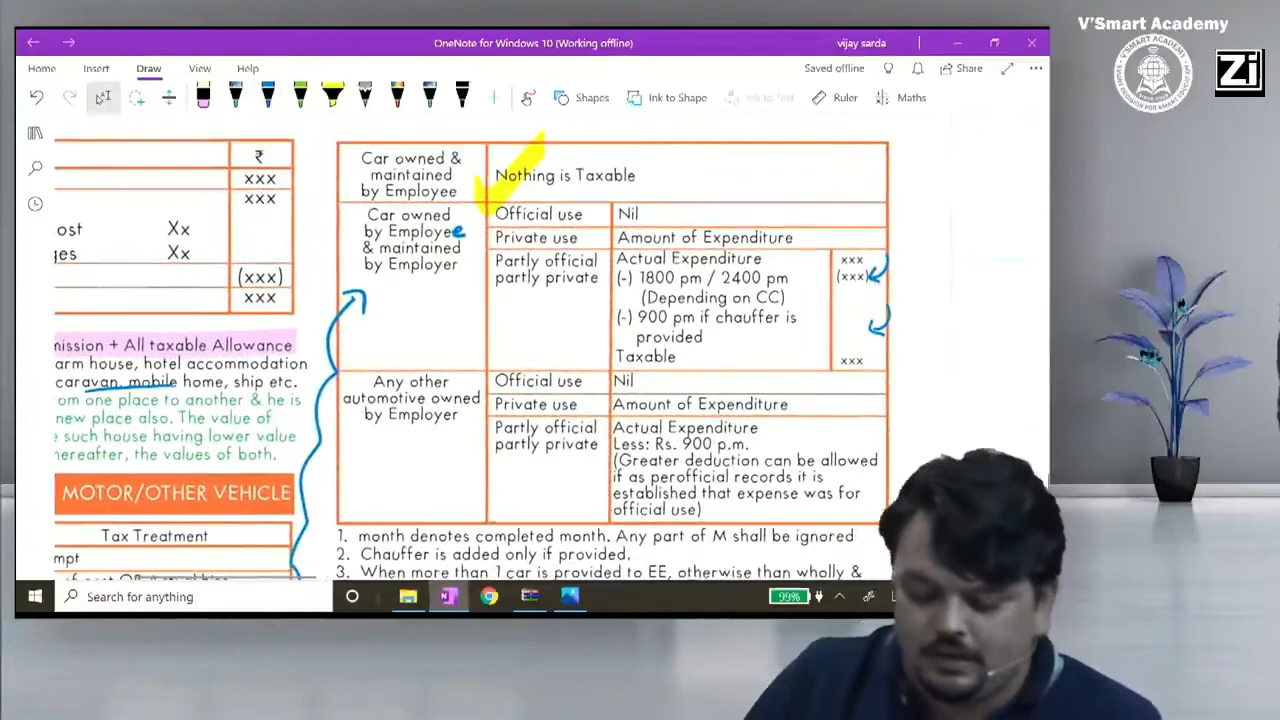 V'Smart Academy
OneNote for Windows 10 (Working offline)
vijay sarda
Home
Insert
Draw
View
Help
Saved offline
Share
Shapes
Ink to Shape
Ink to Text
Ruler
Maths
Zi
₹
xxx
xxx
ost Xx
ges Xx
(xxx)
xxx
mission + All taxable Allowance
arm house, hotel accommodation
caravan, mobile home, ship etc.
om one place to another & he is
new place also. The value of
e such house having lower value
hereafter, the values of both.
MOTOR/OTHER VEHICLE
Tax Treatment
mpt
Car owned &
maintained
by Employee
Nothing is Taxable
Car owned
by Employee
& maintained
by Employer
Official use
Nil
Private use
Amount of Expenditure
Partly official
partly private
Actual Expenditure xxx
(-) 1800 pm / 2400 pm (xxx)
(Depending on CC)
(-) 900 pm if chauffer is
provided
Taxable xxx
Any other
automotive owned
by Employer
Official use
Nil
Private use
Amount of Expenditure
Partly official
partly private
Actual Expenditure
Less: Rs. 900 p.m.
(Greater deduction can be allowed
if as perofficial records it is
established that expense was for
official use)
1. month denotes completed month. Any part of M shall be ignored
2. Chauffer is added only if provided.
3. When more than 1 car is provided to EE, otherwise than wholly &
Search for anything
99%